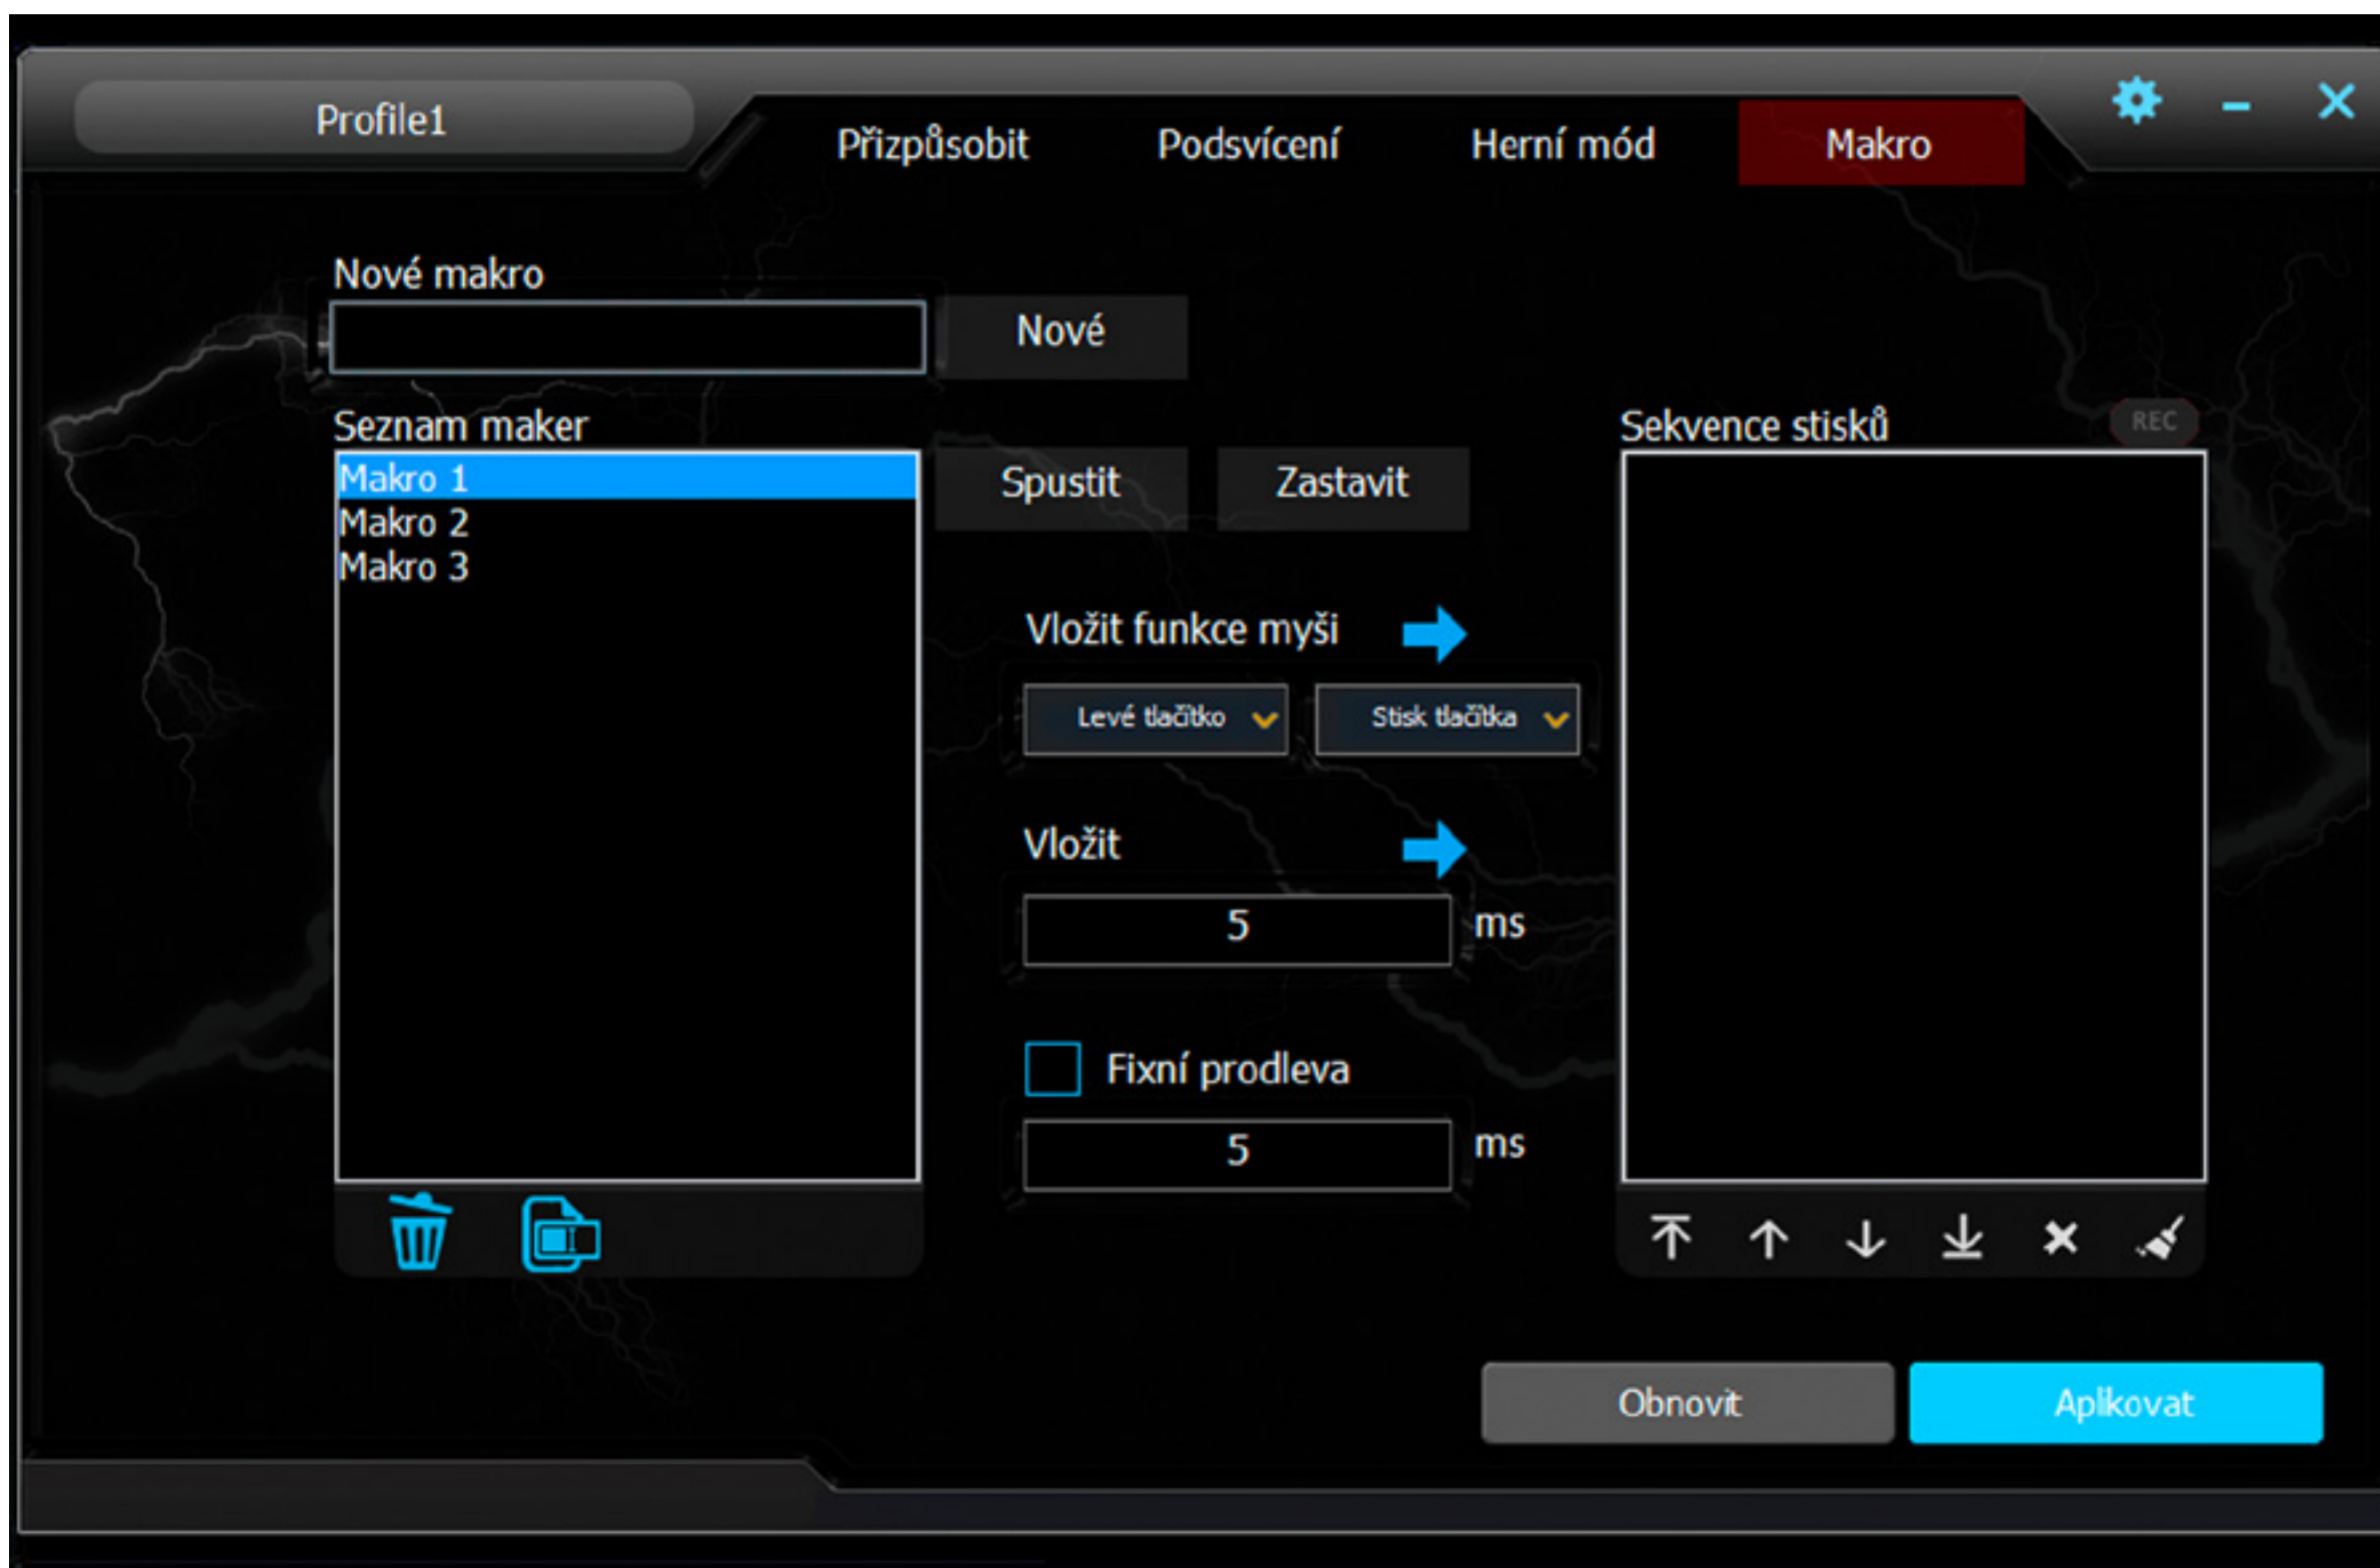 Profile1
Přizpůsobit Podsvícení Herní mód Makro
Nové makro
Nové
Seznam maker
Makro 1
Makro 2
Makro 3
Spustit Zastavit
Vložit funkce myši
Levé tlačítko Stisk tlačítka
Vložit
5 ms
Fixní prodleva
5 ms
Sekvence stisků REC
Obnovit Aplikovat